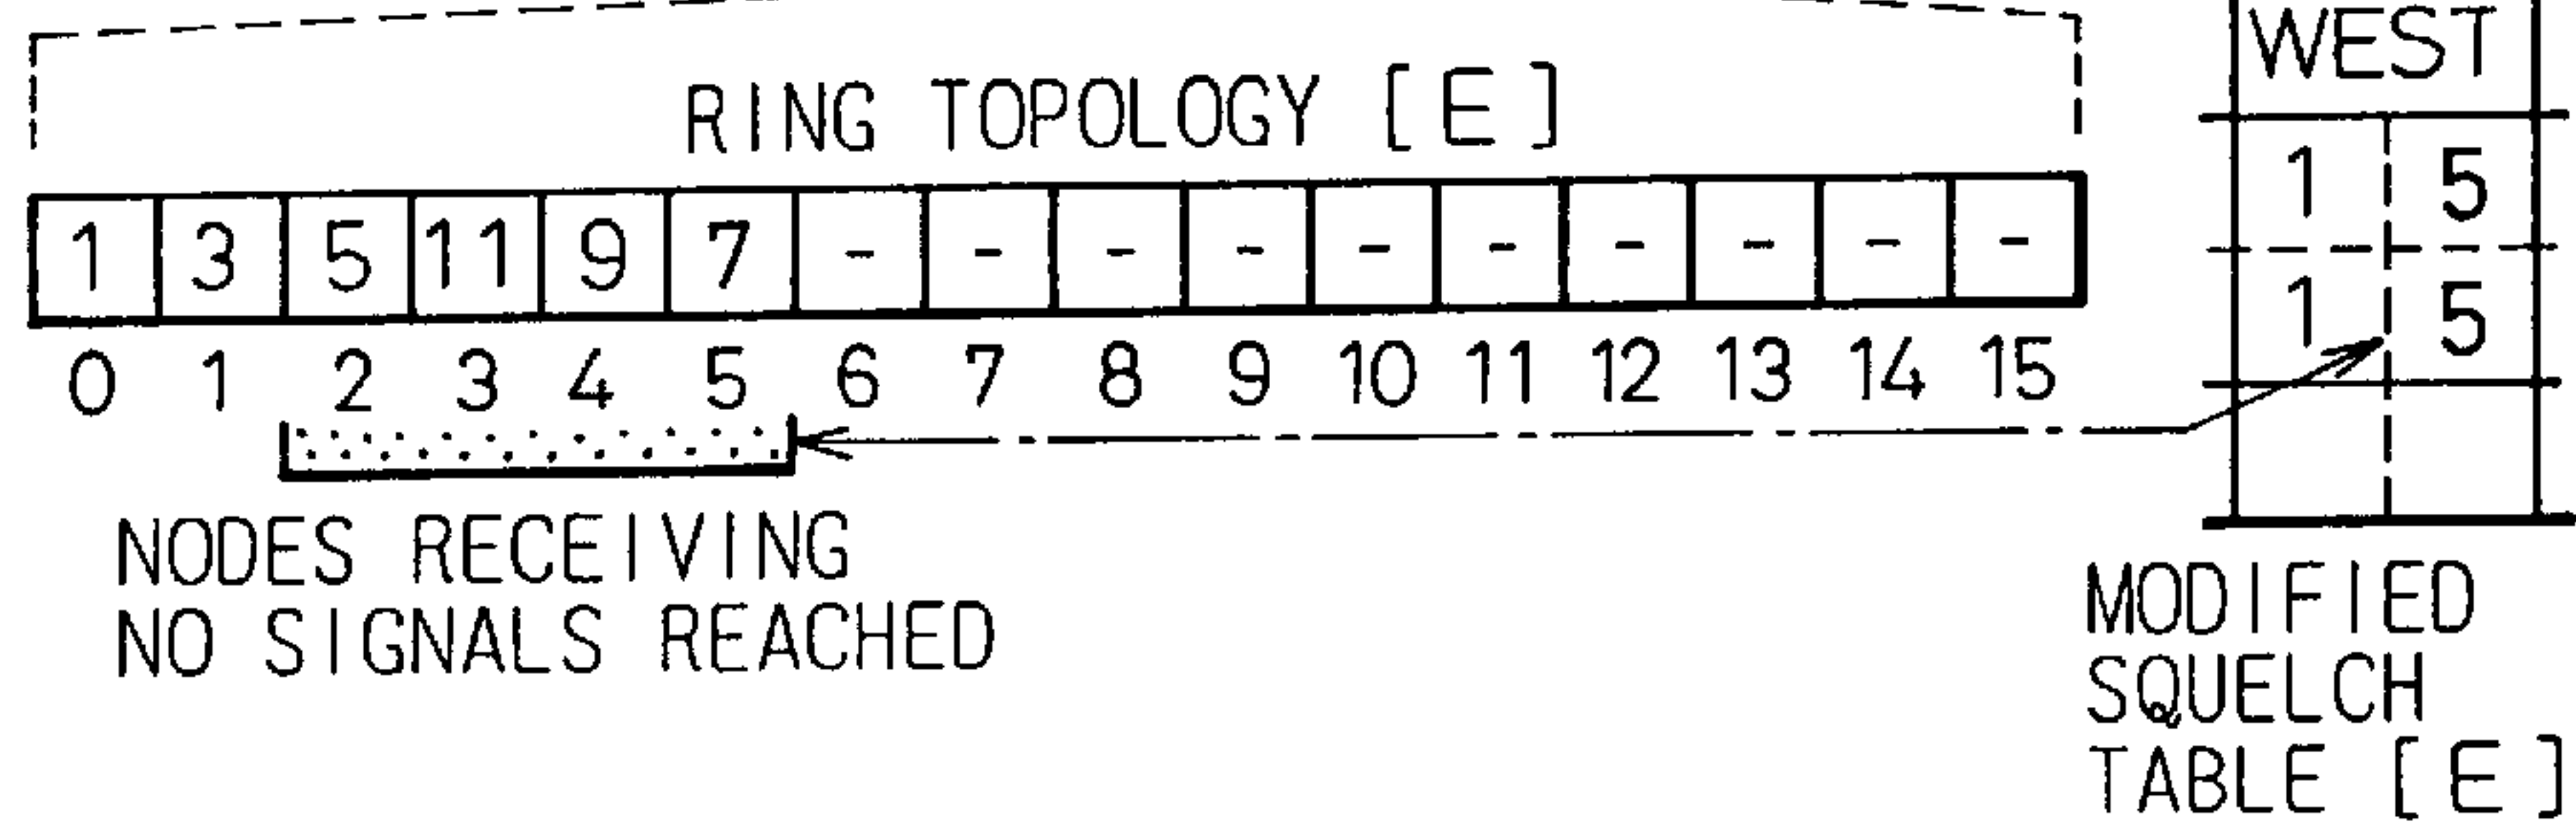 RING TOPOLOGY [E]
1 3 5 11 9 7 - - - - - - - - - -
0 1 2 3 4 5 6 7 8 9 10 11 12 13 14 15
NODES RECEIVING
NO SIGNALS REACHED
WEST
1 5
1 5
MODIFIED
SQUELCH
TABLE [E]